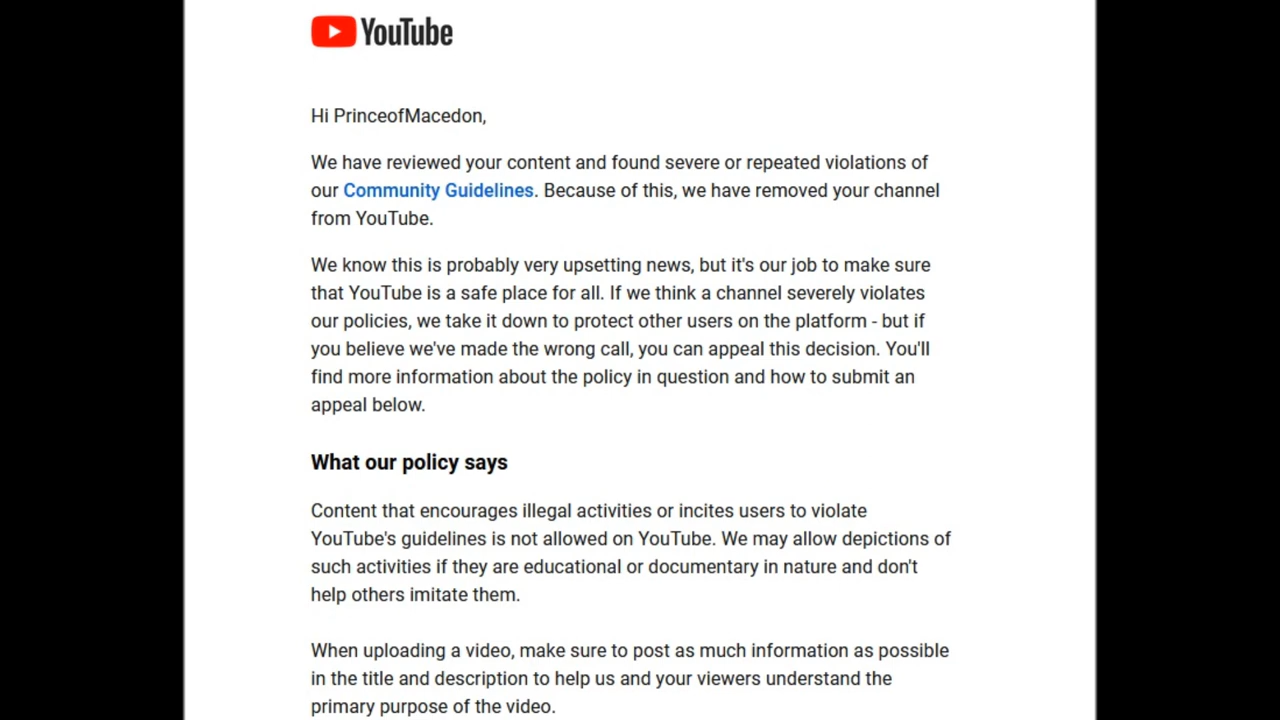 YouTube
Hi PrinceofMacedon,
We have reviewed your content and found severe or repeated violations of
our Community Guidelines. Because of this, we have removed your channel
from YouTube.
We know this is probably very upsetting news, but it's our job to make sure
that YouTube is a safe place for all. If we think a channel severely violates
our policies, we take it down to protect other users on the platform - but if
you believe we've made the wrong call, you can appeal this decision. You'll
find more information about the policy in question and how to submit an
appeal below.
What our policy says
Content that encourages illegal activities or incites users to violate
YouTube's guidelines is not allowed on YouTube. We may allow depictions of
such activities if they are educational or documentary in nature and don't
help others imitate them.
When uploading a video, make sure to post as much information as possible
in the title and description to help us and your viewers understand the
primary purpose of the video.